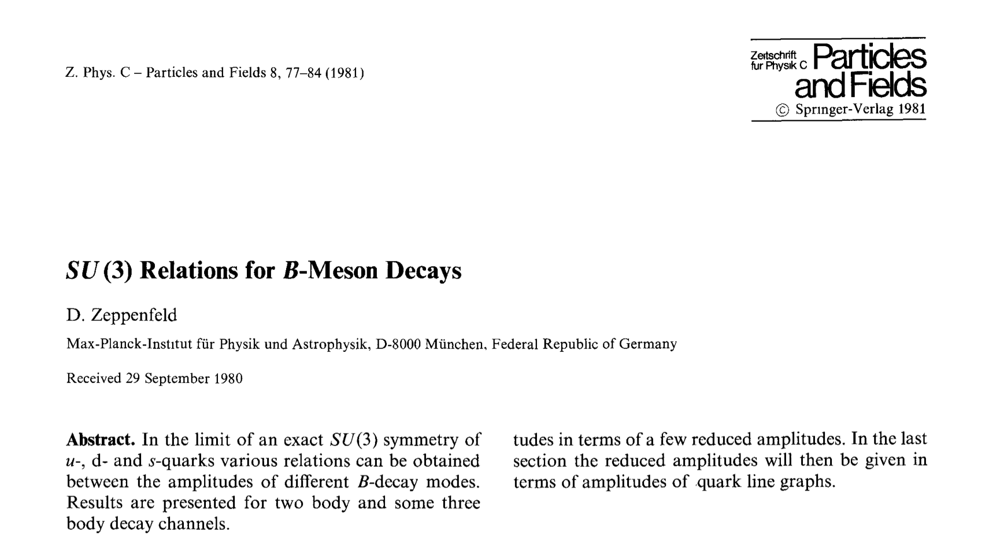 Z. Phys. C – Particles and Fields 8, 77–84 (1981)
Zeitschrift
fur Physik C
Particles
and Fields
© Springer-Verlag 1981
SU(3) Relations for B-Meson Decays
D. Zeppenfeld
Max-Planck-Institut für Physik und Astrophysik, D-8000 München, Federal Republic of Germany
Received 29 September 1980
Abstract. In the limit of an exact SU(3) symmetry of
u-, d- and s-quarks various relations can be obtained
between the amplitudes of different B-decay modes.
Results are presented for two body and some three
body decay channels.
tudes in terms of a few reduced amplitudes. In the last
section the reduced amplitudes will then be given in
terms of amplitudes of quark line graphs.